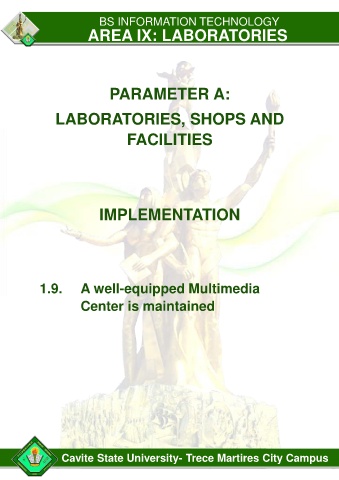 BS INFORMATION TECHNOLOGY
AREA IX: LABORATORIES
PARAMETER A:
LABORATORIES, SHOPS AND
FACILITIES
IMPLEMENTATION
1.9. A well-equipped Multimedia
Center is maintained
Cavite State University- Trece Martires City Campus